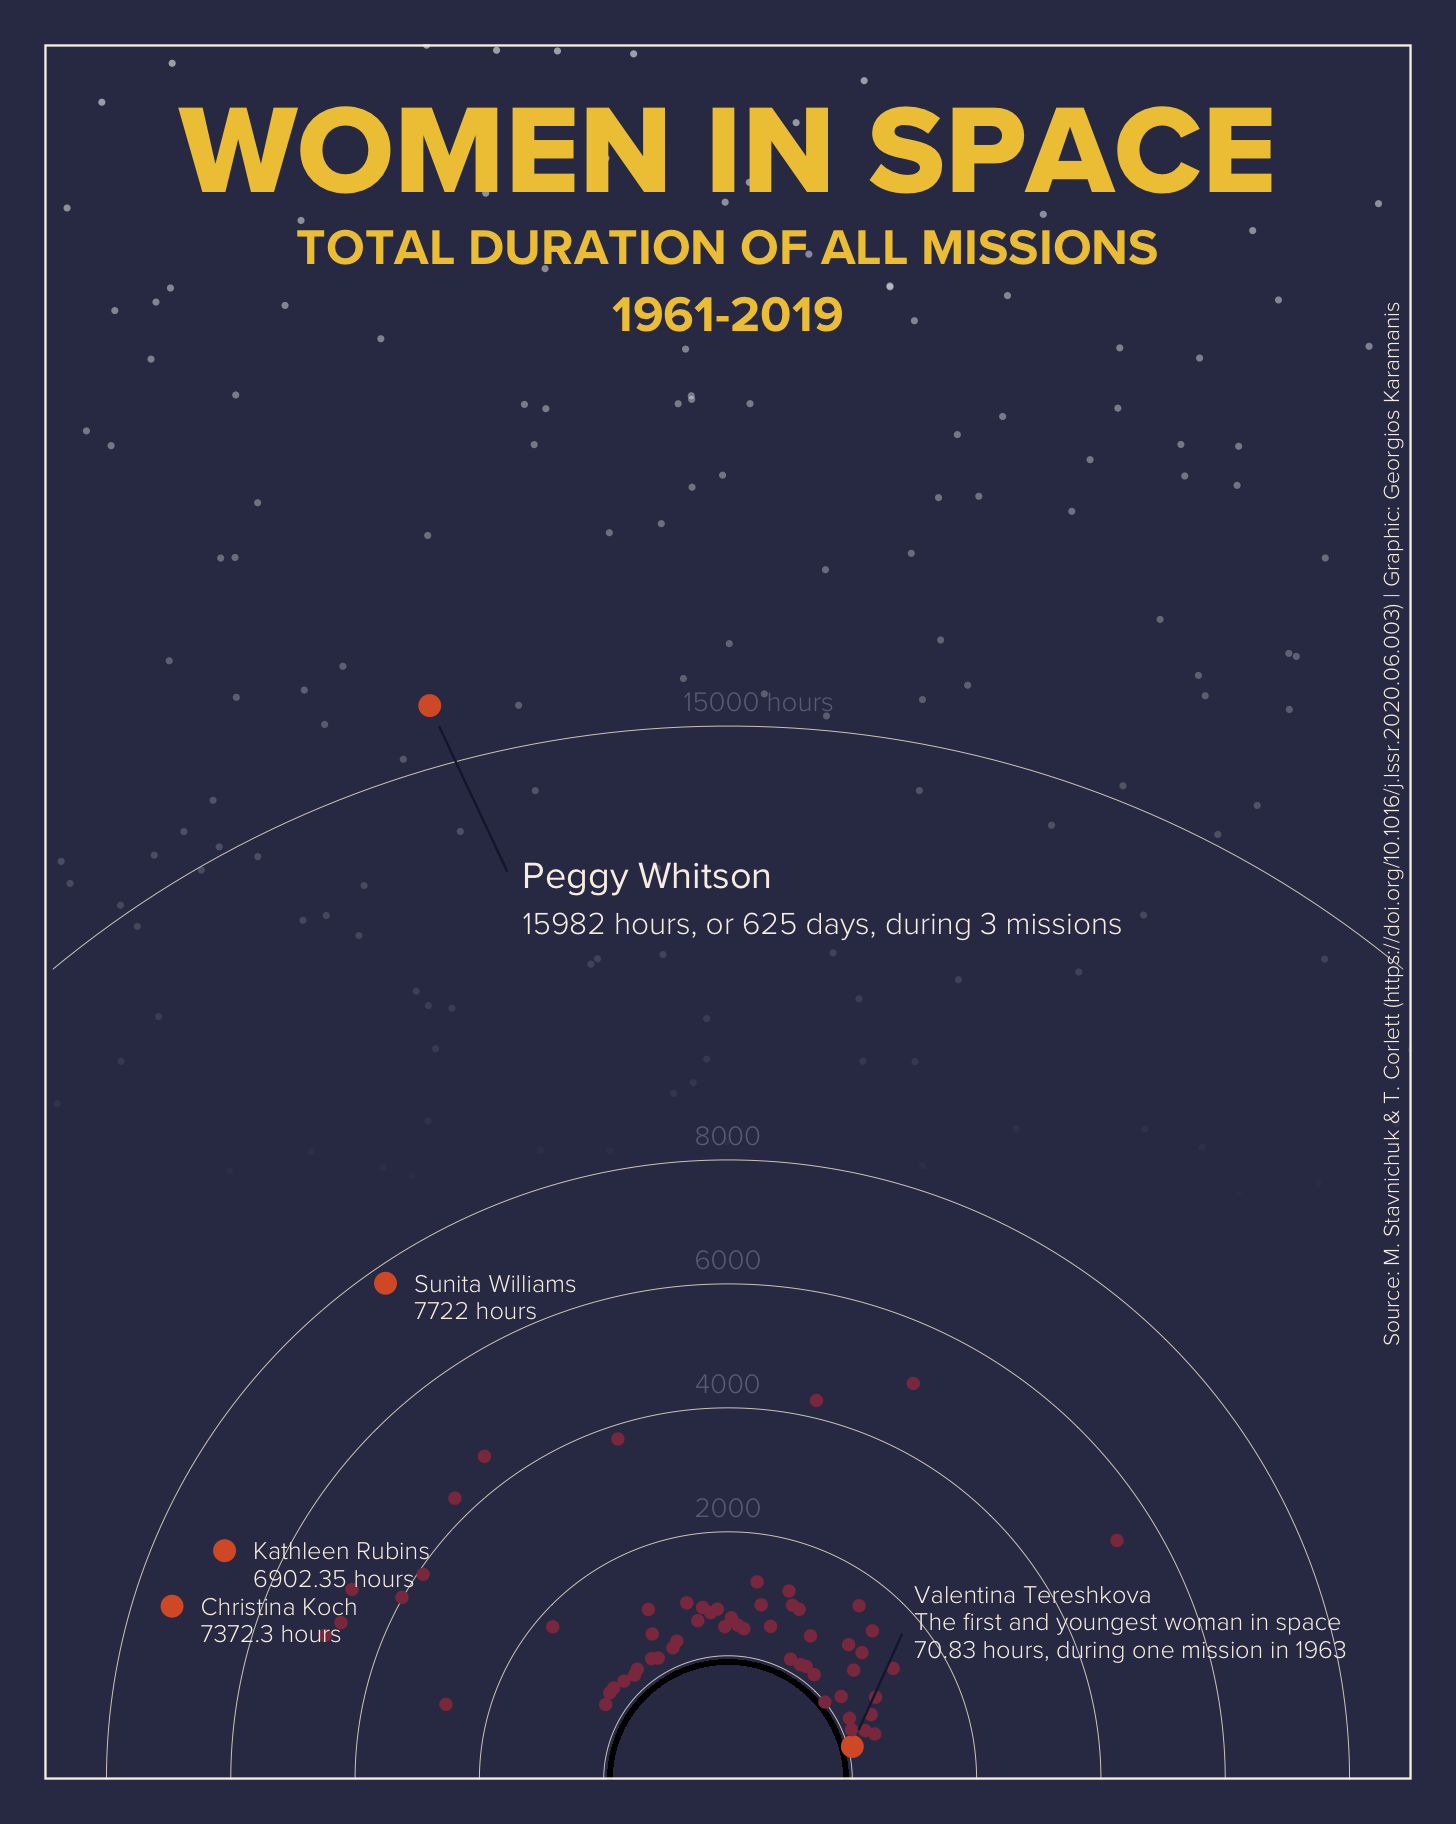 WOMEN IN SPACE
TOTAL DURATION OF ALL MISSIONS
1961-2019
15000 hours
Peggy Whitson
15982 hours, or 625 days, during 3 missions
8000
6000
Sunita Williams
7722 hours
4000
2000
Kathleen Rubins
6902.35 hours
Christina Koch
7372.3 hours
Valentina Tereshkova
The first and youngest woman in space
70.83 hours, during one mission in 1963
Source: M. Stavnichuk & T. Corlett (https://doi.org/10.1016/j.lssr.2020.06.003) | Graphic: Georgios Karamanis